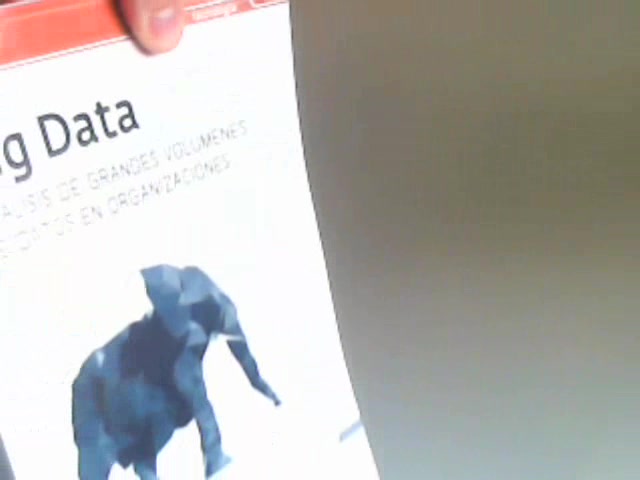 g Data
ALISIS DE GRANDES VOLUMENES
DATOS EN ORGANIZACIONES